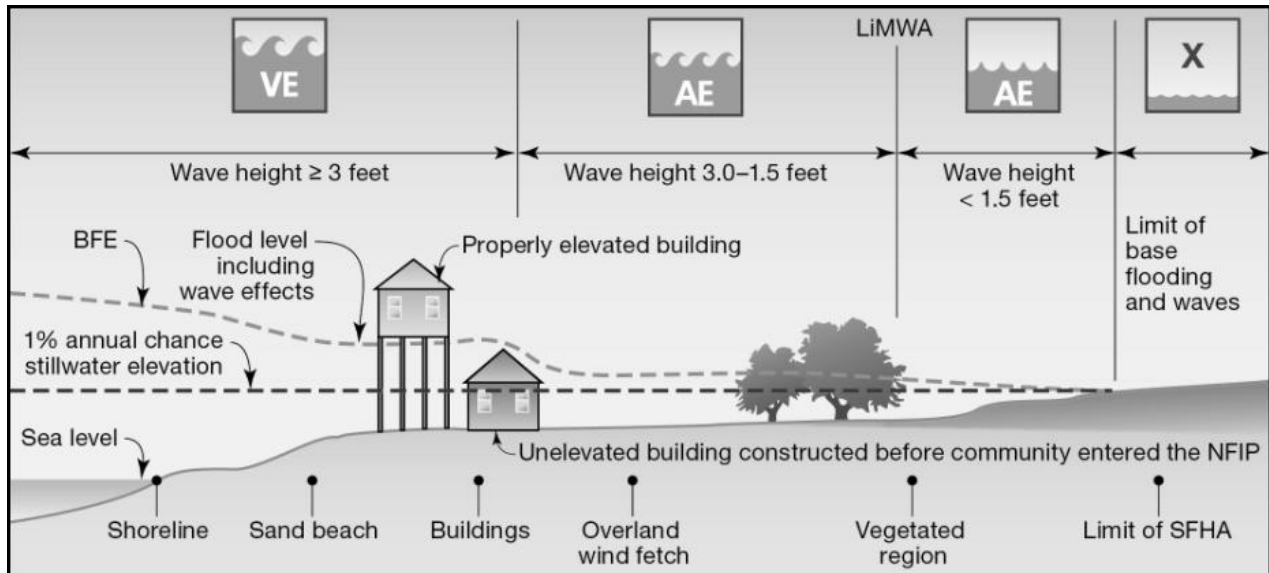 LiMWA
VE
AE
AE
X
Wave height ≥ 3 feet
Wave height 3.0–1.5 feet
Wave height
< 1.5 feet
Limit of
base
flooding
and waves
BFE
Flood level
including
wave effects
Properly elevated building
1% annual chance
stillwater elevation
Sea level
Unelevated building constructed before community entered the NFIP
Shoreline
Sand beach
Buildings
Overland
wind fetch
Vegetated
region
Limit of SFHA